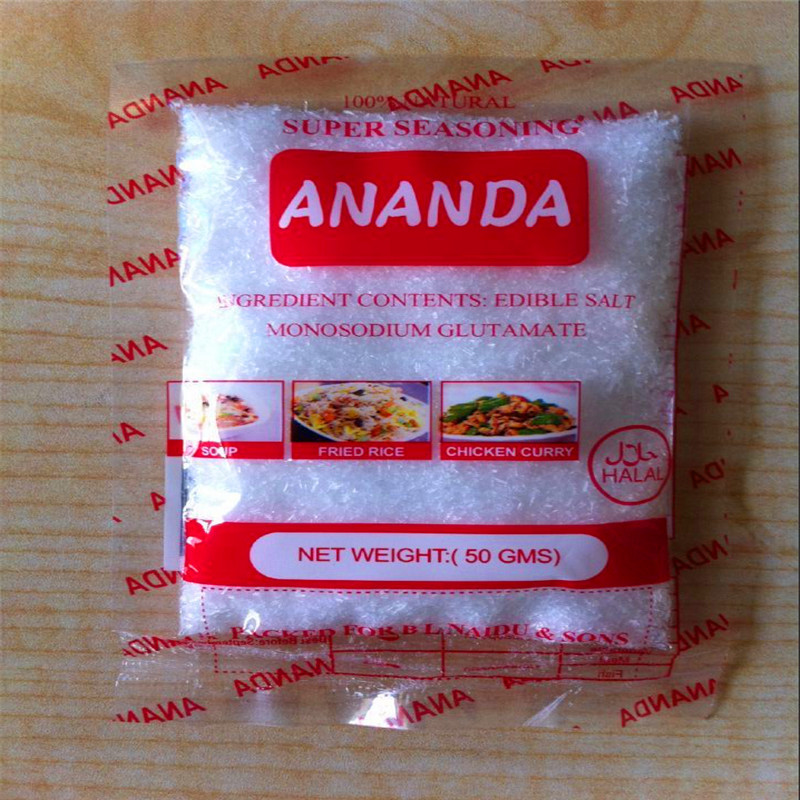 100% NATURAL
SUPER SEASONING®
ANANDA
INGREDIENT CONTENTS: EDIBLE SALT
MONOSODIUM GLUTAMATE
SOUP
FRIED RICE
CHICKEN CURRY
حلال
HALAL
NET WEIGHT:( 50 GMS)
PACKED FOR B L NAIDU & SONS